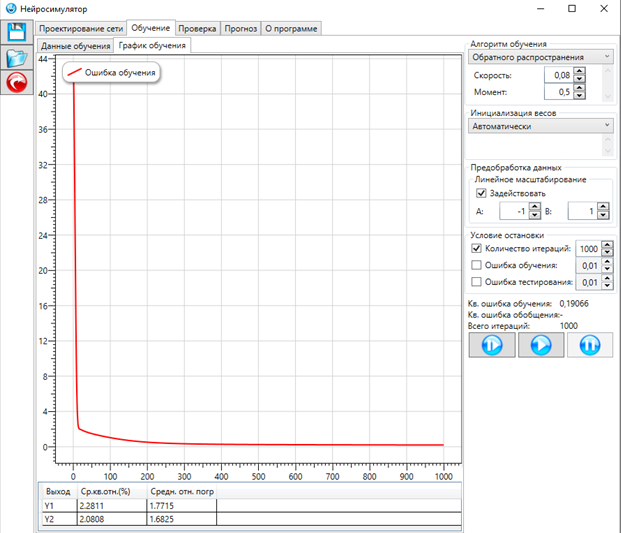 Нейросимулятор
Проектирование сети Обучение Проверка Прогноз О программе
Данные обучения График обучения
Ошибка обучения
44
40
36
32
28
24
20
16
12
8
4
0
0 100 200 300 400 500 600 700 800 900 1000
Выход Ср.кв.отн.(%) Средн. отн. погр
Y1 2.2811 1.7715
Y2 2.0808 1.6825
Алгоритм обучения
Обратного распространения
Скорость: 0,08
Момент: 0,5
Инициализация весов
Автоматически
Предобработка данных
Линейное масштабирование
Задействовать
A: -1 B: 1
Условие остановки
Количество итераций: 1000
Ошибка обучения: 0,01
Ошибка тестирования: 0,01
Кв. ошибка обучения: 0,19066
Кв. ошибка обобщения:-
Всего итераций: 1000